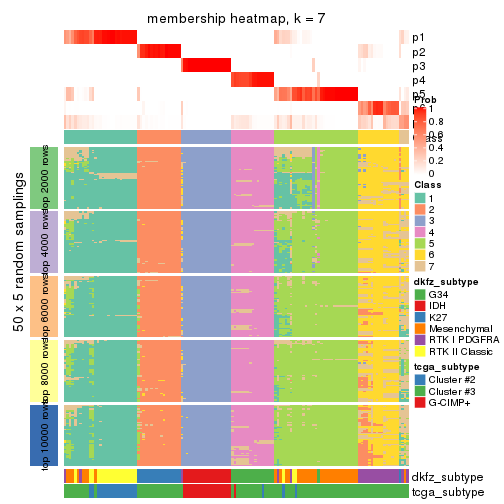 membership heatmap, k = 7
p1
p2
p3
p4
p5
Prob
1
0.8
0.6
0.4
0.2
0
Class
1
2
3
4
5
6
7
dkfz_subtype
G34
IDH
K27
Mesenchymal
RTK I PDGFRA
RTK II Classic
tcga_subtype
Cluster #2
Cluster #3
G-CIMP+
50 x 5 random samplings
top 2000 rows
top 4000 rows
top 6000 rows
top 8000 rows
top 10000 rows
dkfz_subtype
tcga_subtype